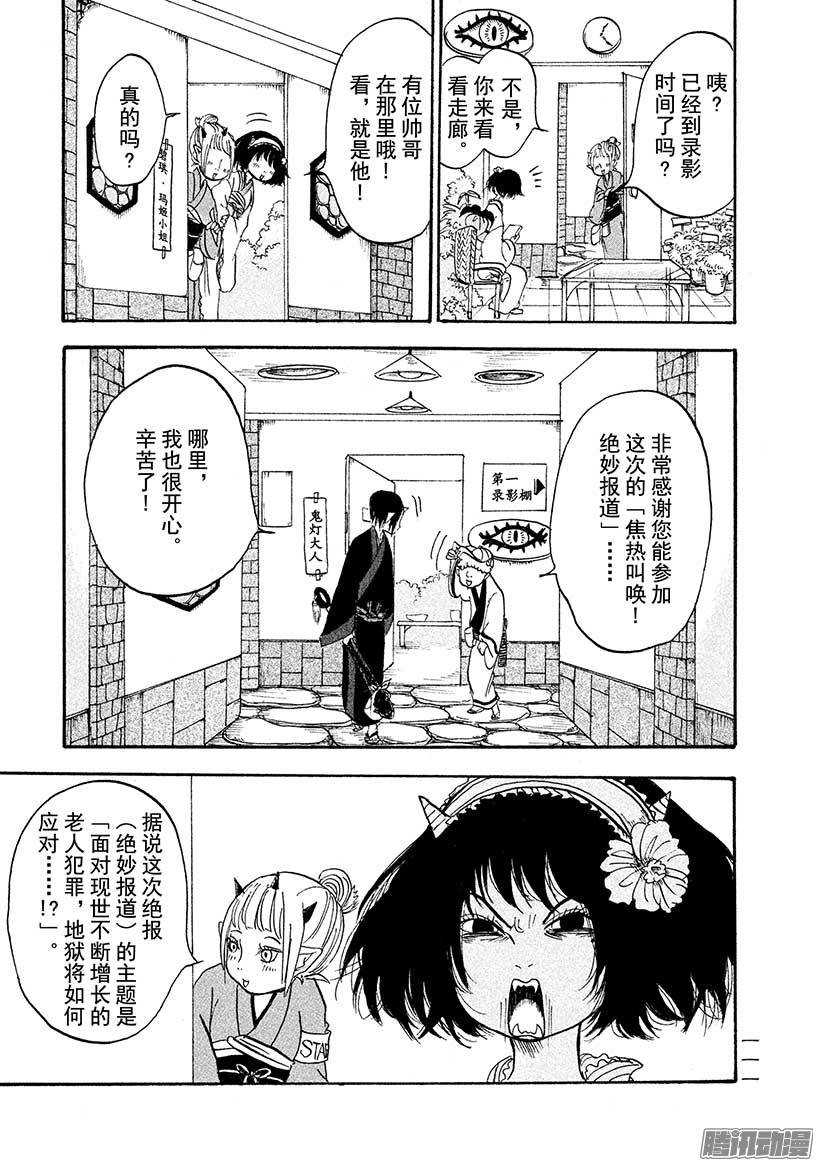 咦？
已经到录影
时间了吗？
不是，
你来看
看走廊。
有位帅哥
在那里哦！
看，就是他！
真的吗？
玛姬小姐
非常感谢您能参加
这次的「焦热叫唤！
绝妙报道」……
第一
录影棚
鬼灯大人
哪里，
我也很开心。
辛苦了！
据说这次绝报
（绝妙报道）的主题是
「面对现世不断增长的
老人犯罪，地狱将如何
应对……！？」。
STAF
一一一
腾讯动漫